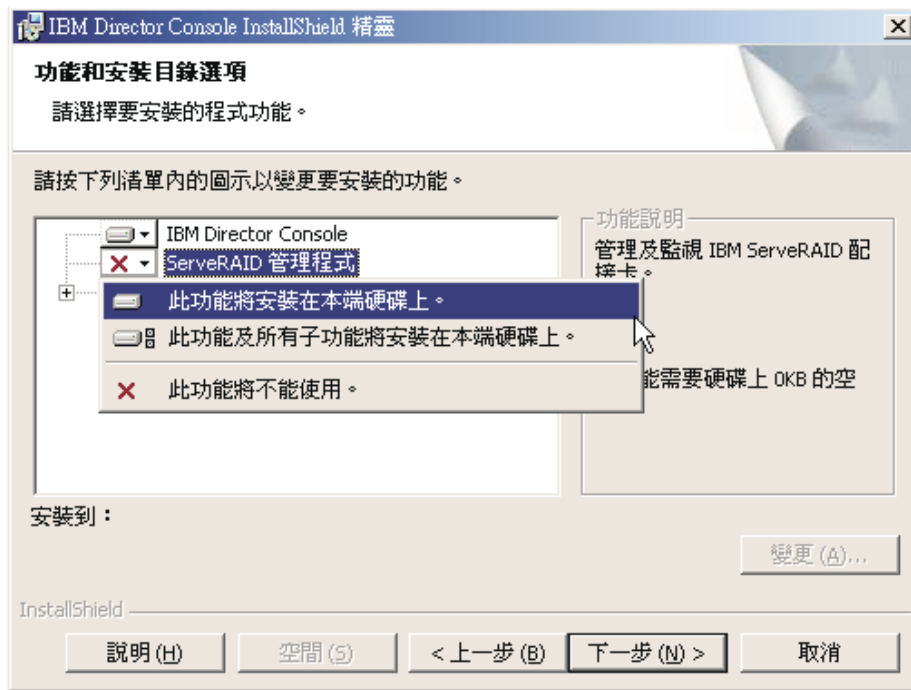 IBM Director Console InstallShield 精靈
功能和安裝目錄選項
請選擇要安裝的程式功能。
請按下列清單內的圖示以變更要安裝的功能。
IBM Director Console
ServeRAID 管理程式
此功能將安裝在本端硬碟上。
此功能及所有子功能將安裝在本端硬碟上。
此功能將不能使用。
功能說明
管理及監視 IBM ServeRAID 配
接卡。
能需要硬碟上 0KB 的空
安裝到：
變更(A)...
InstallShield
說明(H)
空間(S)
< 上一步(B)
下一步(N) >
取消